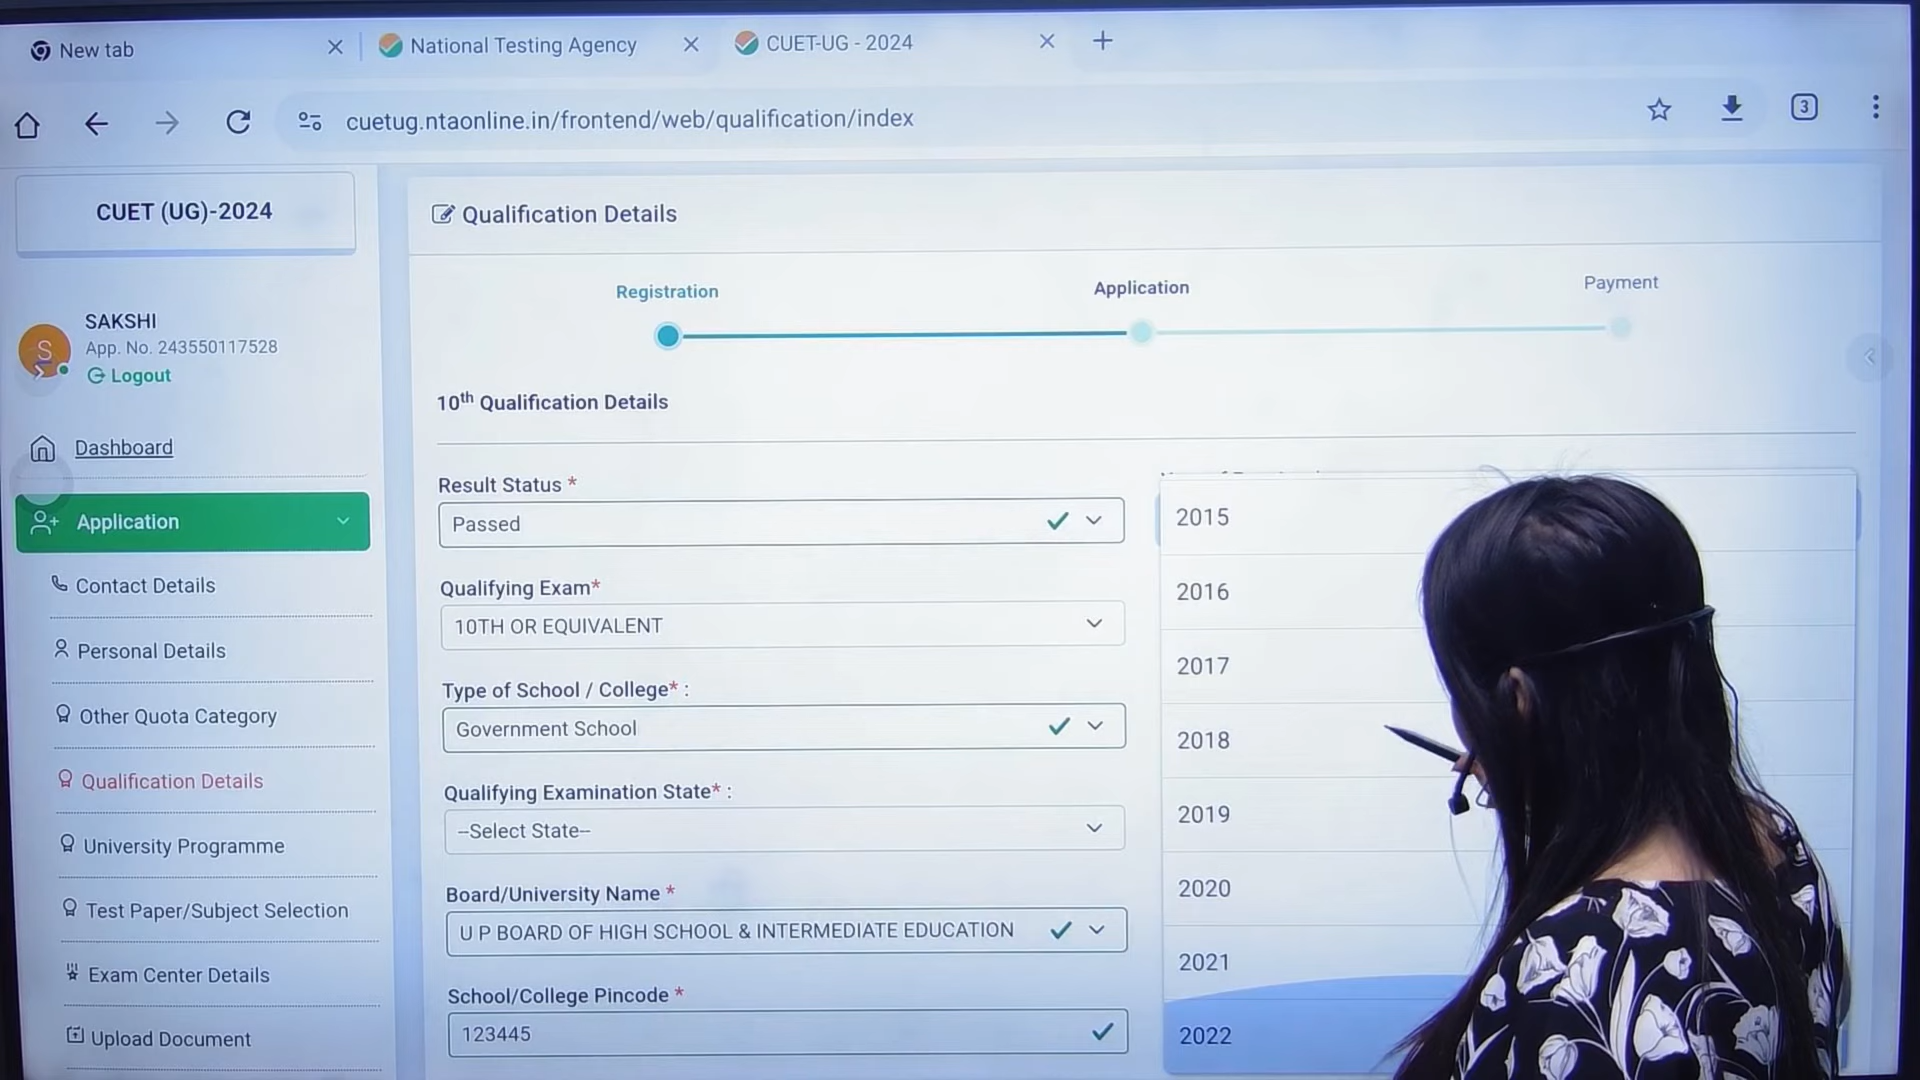 New tab
National Testing Agency
CUET-UG - 2024
cuetug.ntaonline.in/frontend/web/qualification/index
3
CUET (UG)-2024
S
SAKSHI
App. No. 243550117528
Logout
Dashboard
Application
Contact Details
Personal Details
Other Quota Category
Qualification Details
University Programme
Test Paper/Subject Selection
Exam Center Details
Upload Document
Qualification Details
Registration
Application
Payment
10th Qualification Details
Result Status *
Passed
Qualifying Exam*
10TH OR EQUIVALENT
Type of School / College* :
Government School
Qualifying Examination State* :
--Select State--
Board/University Name *
U P BOARD OF HIGH SCHOOL & INTERMEDIATE EDUCATION
School/College Pincode *
123445
2015
2016
2017
2018
2019
2020
2021
2022